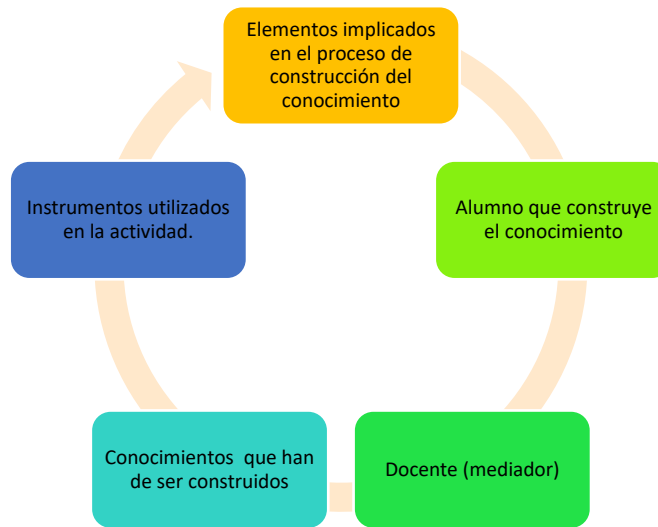 Elementos implicados
en el proceso de
construcción del
conocimiento
Alumno que construye
el conocimiento
Docente (mediador)
Conocimientos  que han
de ser construidos
Instrumentos utilizados
en la actividad.